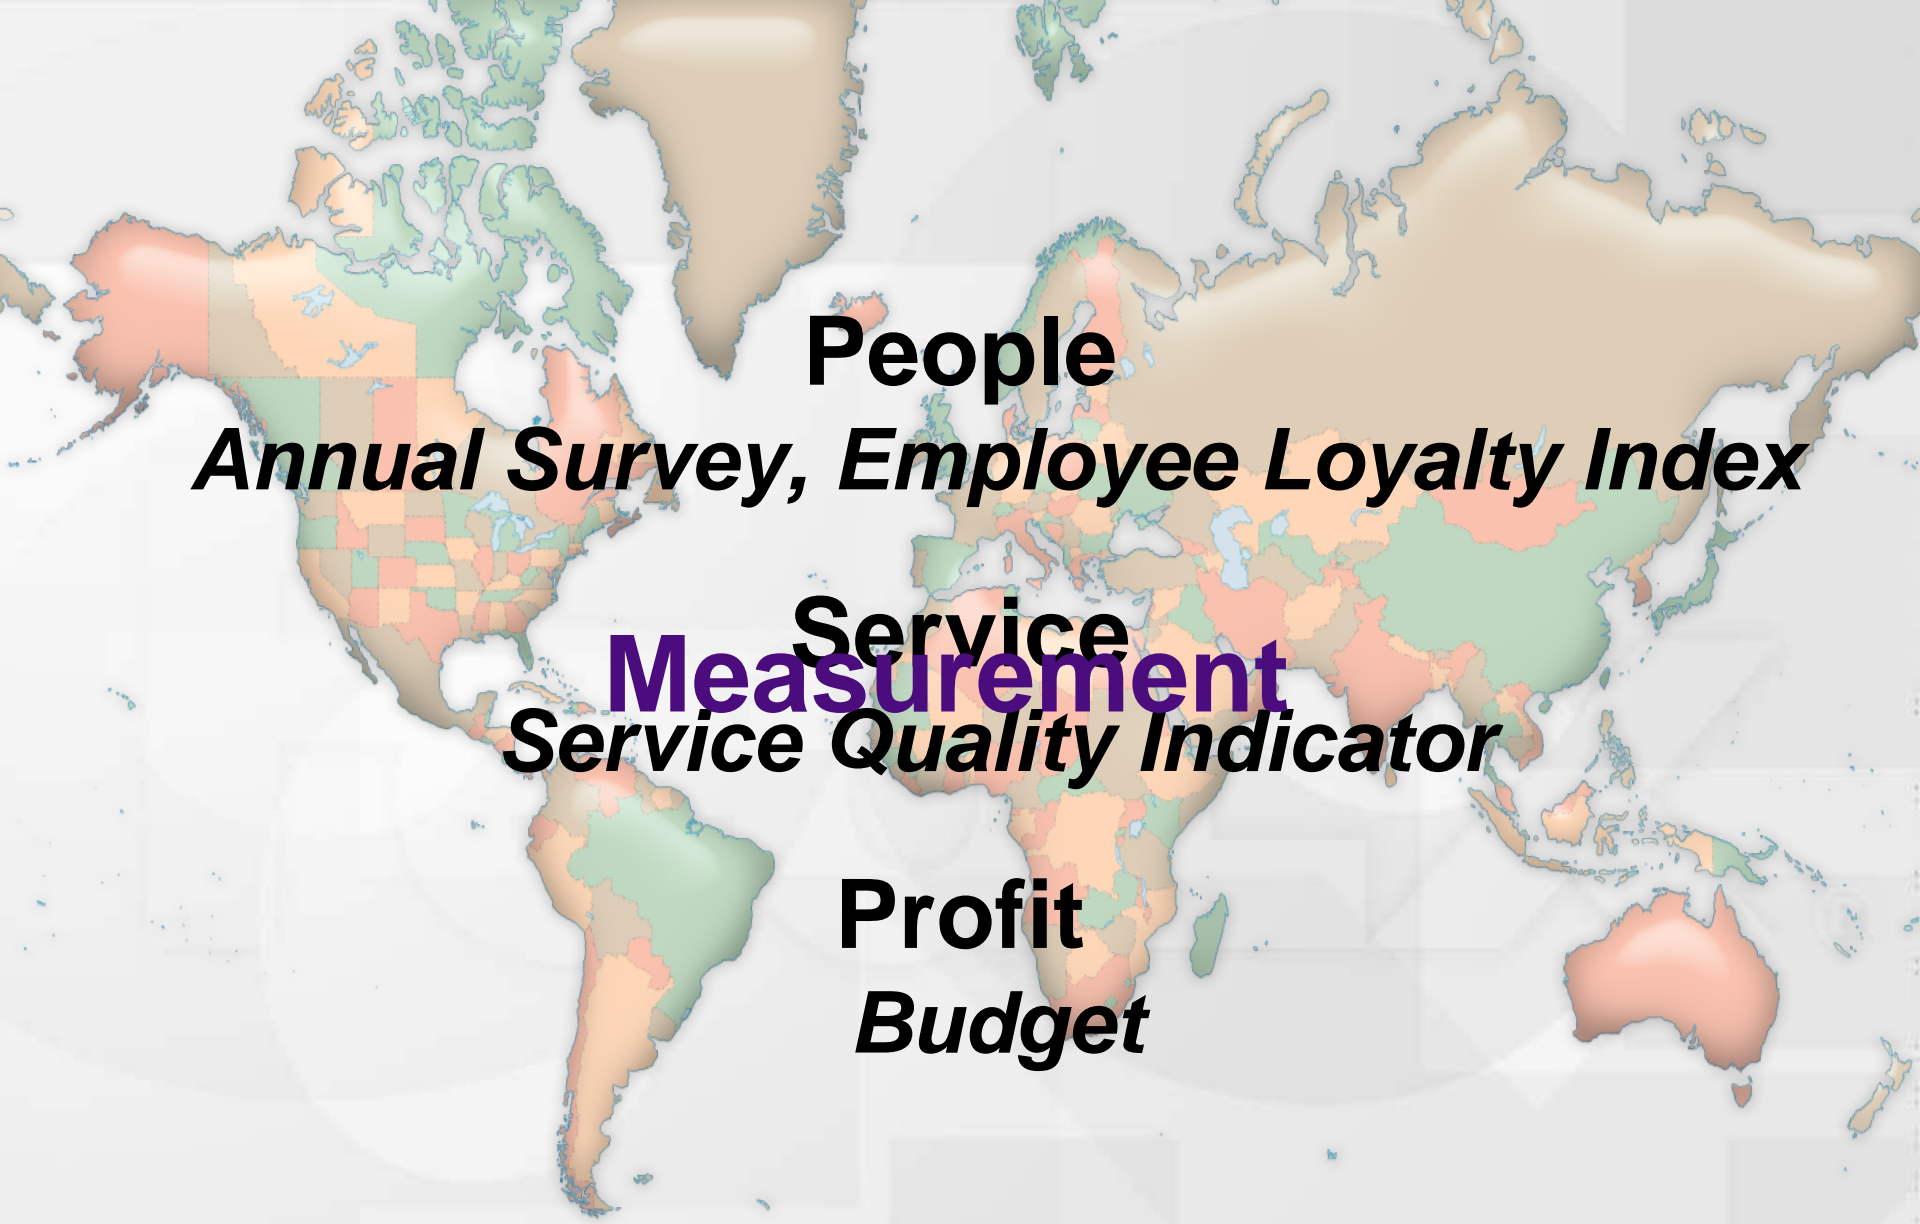 People
Annual Survey, Employee Loyalty Index
Service
Measurement
Service Quality Indicator
Profit
Budget